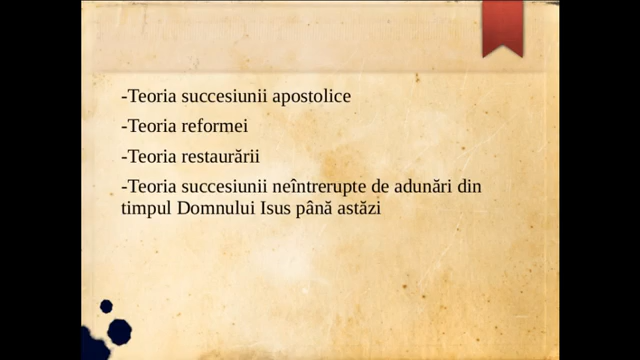 -Teoria succesiunii apostolice
-Teoria reformei
-Teoria restaurării
-Teoria succesiunii neîntrerupte de adunări din
timpul Domnului Isus până astăzi